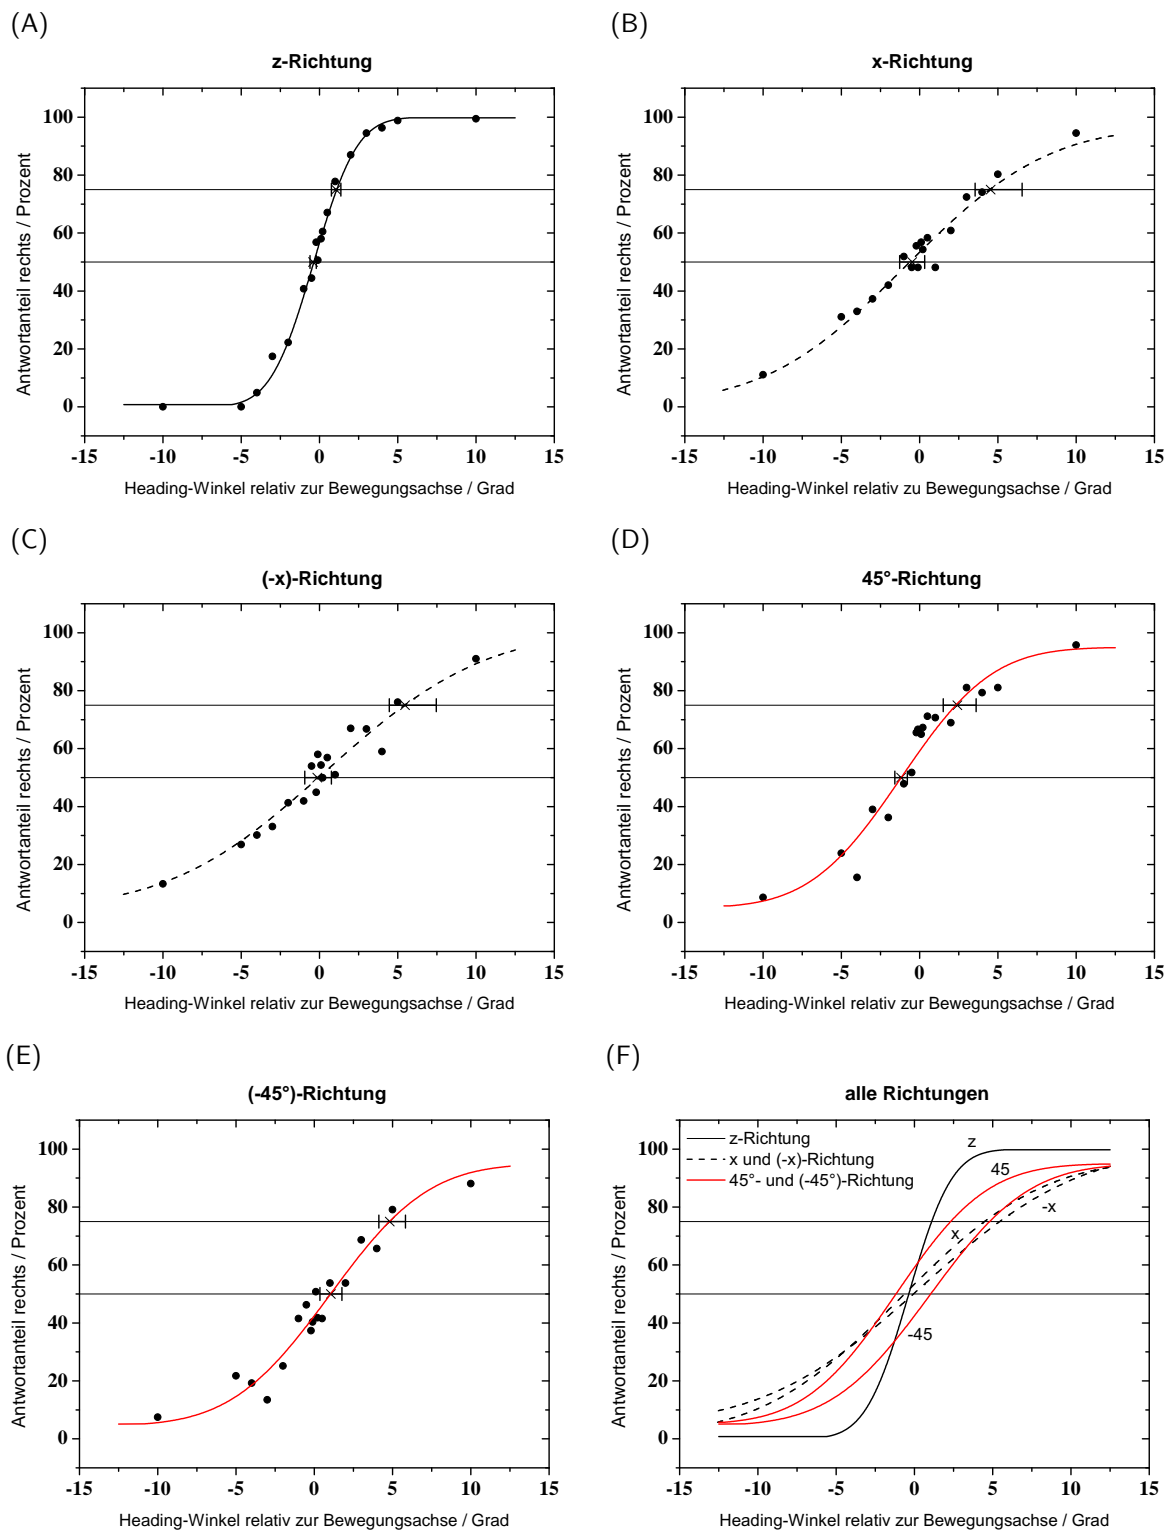 (A)
z-Richtung
Antwortanteil rechts / Prozent
100
80
60
40
20
0
-15 -10 -5 0 5 10 15
Heading-Winkel relativ zur Bewegungsachse / Grad
(B)
x-Richtung
Antwortanteil rechts / Prozent
100
80
60
40
20
0
-15 -10 -5 0 5 10 15
Heading-Winkel relativ zu Bewegungsachse / Grad
(C)
(-x)-Richtung
Antwortanteil rechts / Prozent
100
80
60
40
20
0
-15 -10 -5 0 5 10 15
Heading-Winkel relativ zur Bewegungsachse / Grad
(D)
45°-Richtung
Antwortanteil rechts / Prozent
100
80
60
40
20
0
-15 -10 -5 0 5 10 15
Heading-Winkel relativ zur Bewegungsachse / Grad
(E)
(-45°)-Richtung
Antwortanteil rechts / Prozent
100
80
60
40
20
0
-15 -10 -5 0 5 10 15
Heading-Winkel relativ zur Bewegungsachse / Grad
(F)
alle Richtungen
Antwortanteil rechts / Prozent
100
80
60
40
20
0
z-Richtung
x und (-x)-Richtung
45°- und (-45°)-Richtung
z
45
-x
x
-45
-15 -10 -5 0 5 10 15
Heading-Winkel relativ zur Bewegungsachse / Grad